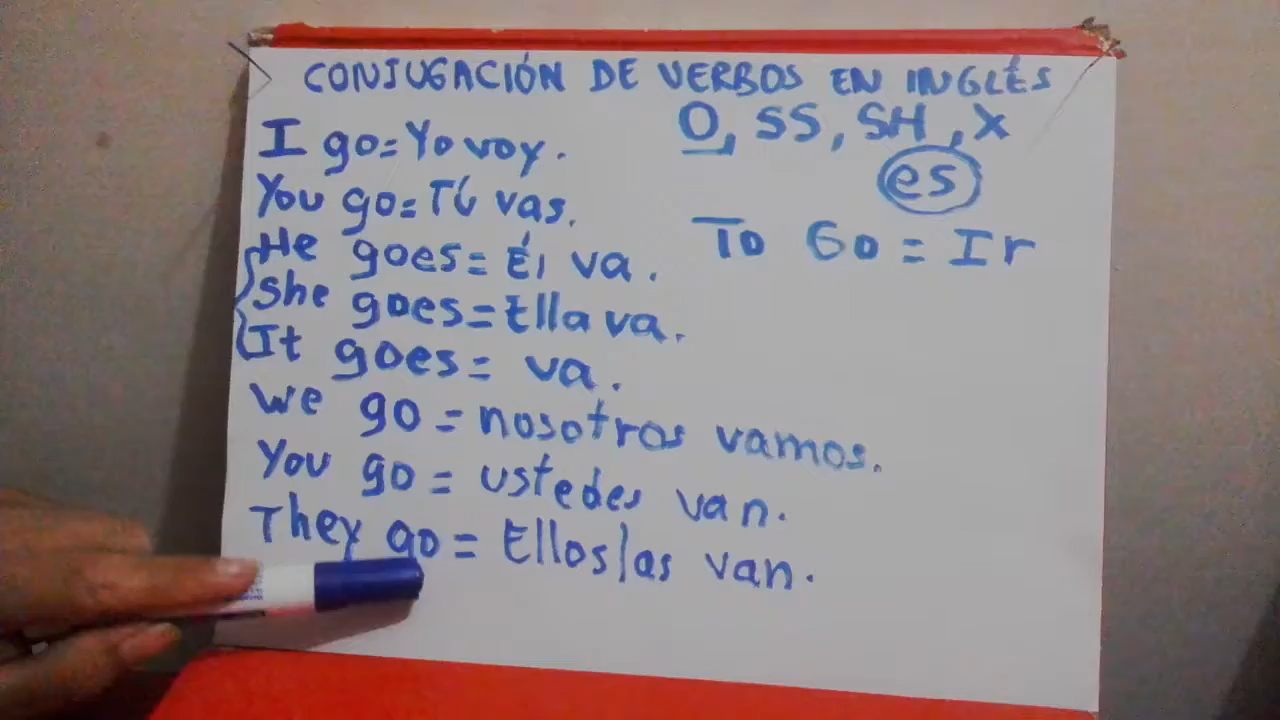 CONJUGACIÓN DE VERBOS EN INGLÉS
O, SS, SH, X
es
To Go = Ir
I go = Yo voy.
You go = Tú vas.
He goes = Él va.
She goes = Ella va.
It goes = va.
We go = nosotros vamos.
You go = ustedes van.
They go = Ellos/as van.